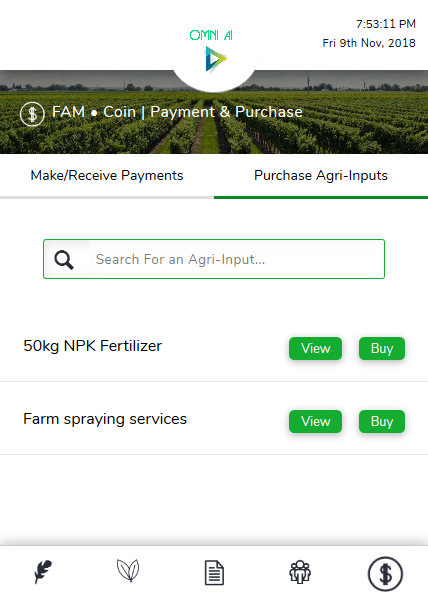 OMNI AI
7:53:11 PM
Fri 9th Nov, 2018
FAM • Coin | Payment & Purchase
Make/Receive Payments
Purchase Agri-Inputs
Search For an Agri-Input...
50kg NPK Fertilizer
View
Buy
Farm spraying services
View
Buy